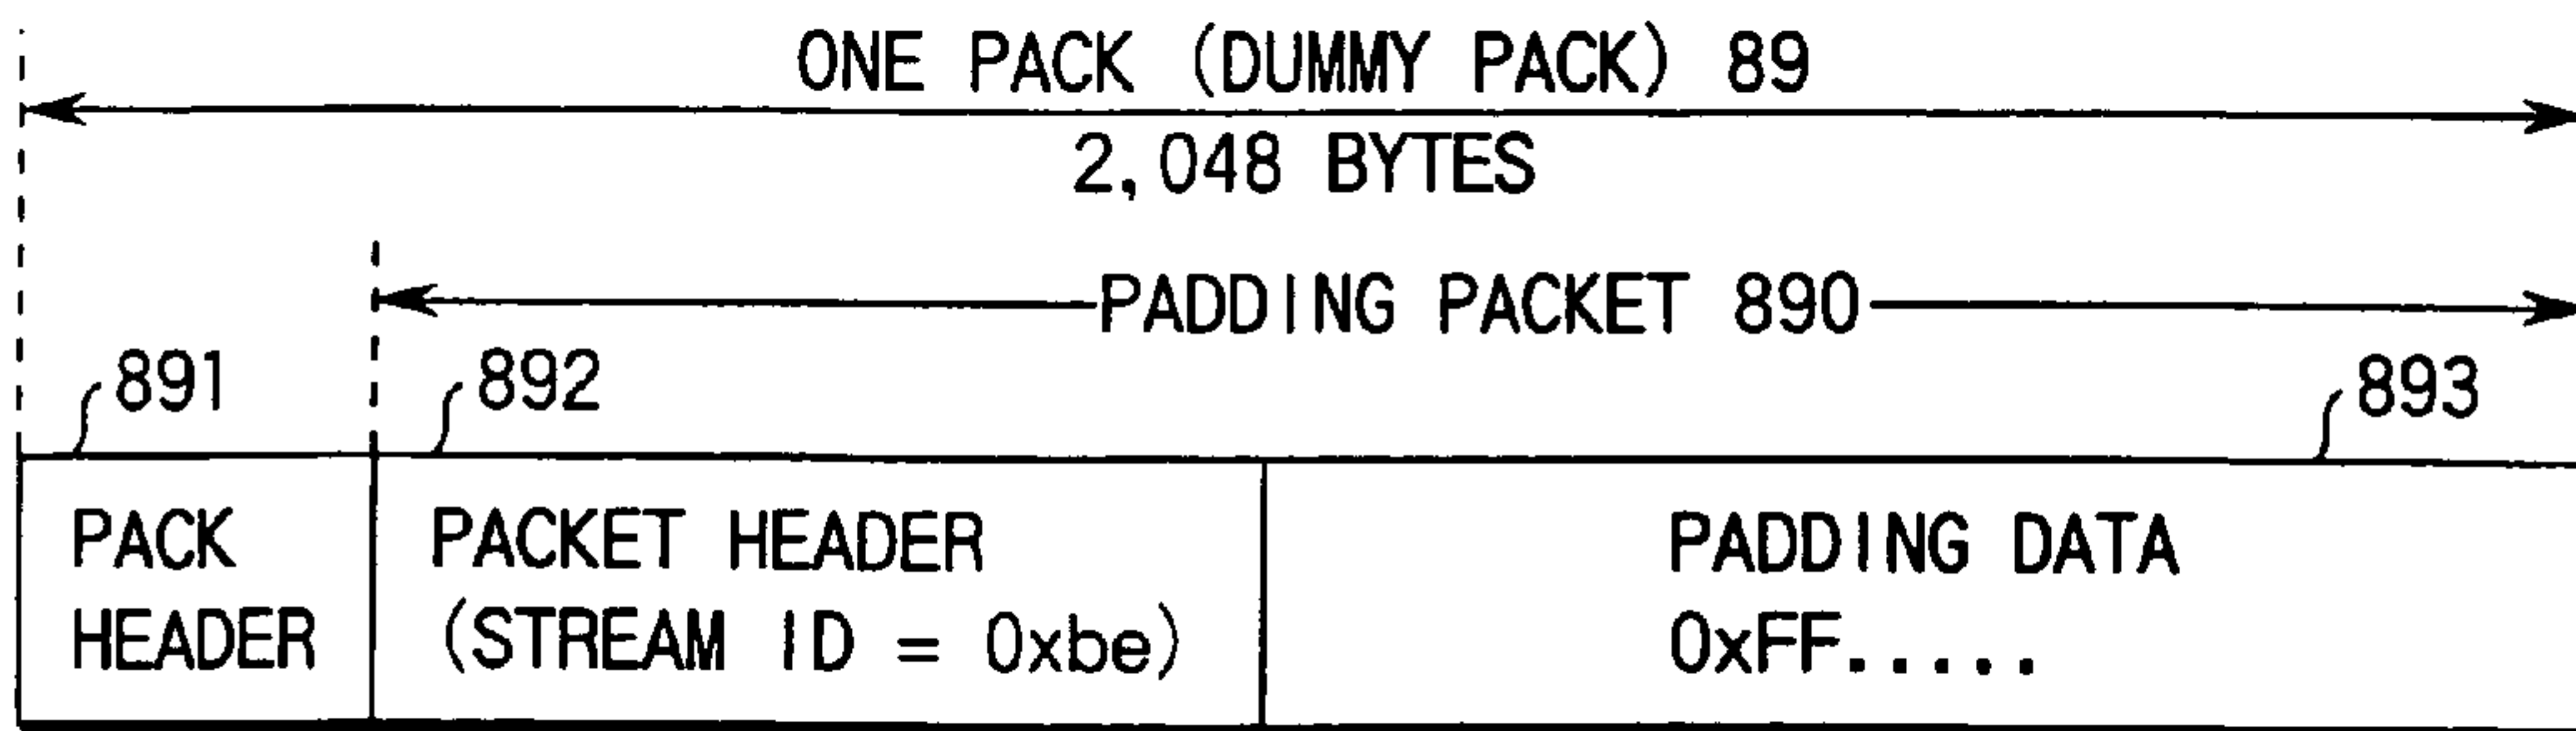 ONE PACK (DUMMY PACK) 89
2,048 BYTES
PADDING PACKET 890
891
892
893
PACK
HEADER
PACKET HEADER
(STREAM ID = 0xbe)
PADDING DATA
0xFF.....